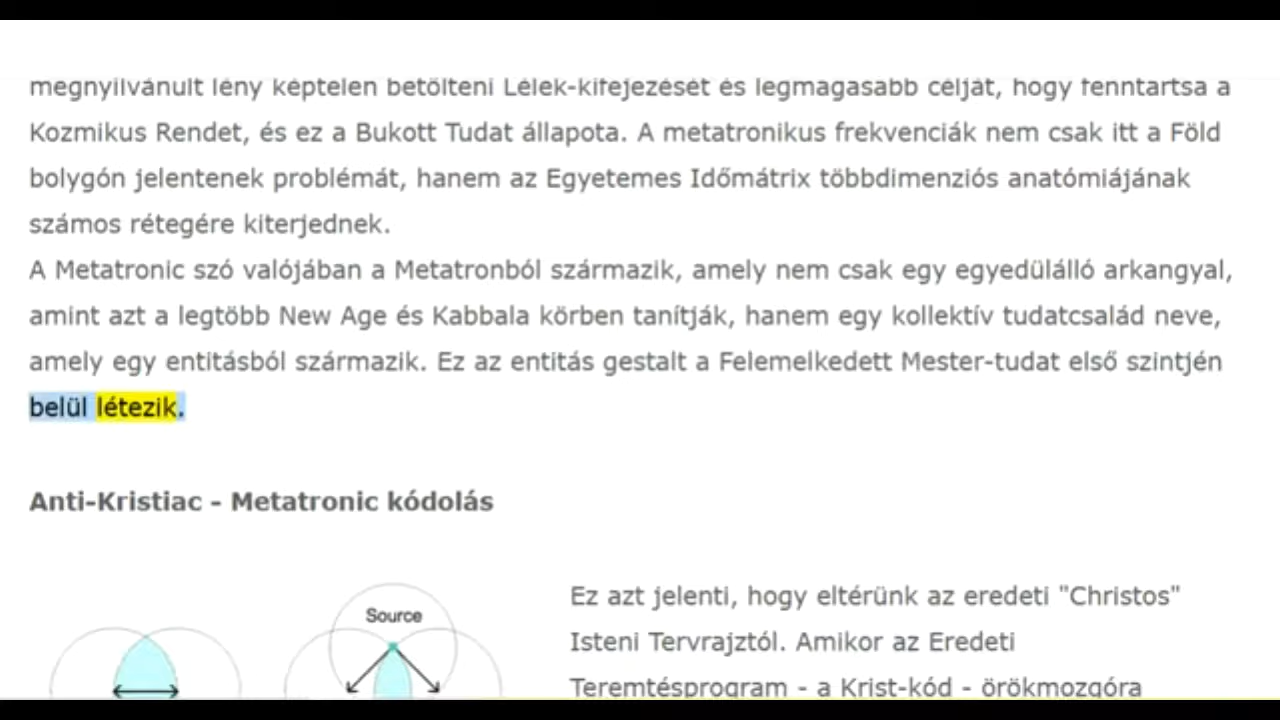 megnyilvánult lény képtelen betölteni Lélek-kifejezését és legmagasabb célját, hogy fenntartsa a
Kozmikus Rendet, és ez a Bukott Tudat állapota. A metatronikus frekvenciák nem csak itt a Föld
bolygón jelentenek problémát, hanem az Egyetemes Időmátrix többdimenziós anatómiájának
számos rétegére kiterjednek.
A Metatronic szó valójában a Metatronból származik, amely nem csak egy egyedülálló arkangyal,
amint azt a legtöbb New Age és Kabbala körben tanítják, hanem egy kollektív tudatcsalád neve,
amely egy entitásból származik. Ez az entitás gestalt a Felemelkedett Mester-tudat első szintjén
belül létezik.
Anti-Kristiac - Metatronic kódolás
Source
Ez azt jelenti, hogy eltérünk az eredeti "Christos"
Isteni Tervrajztól. Amikor az Eredeti
Teremtésprogram - a Krist-kód - örökmozgóra